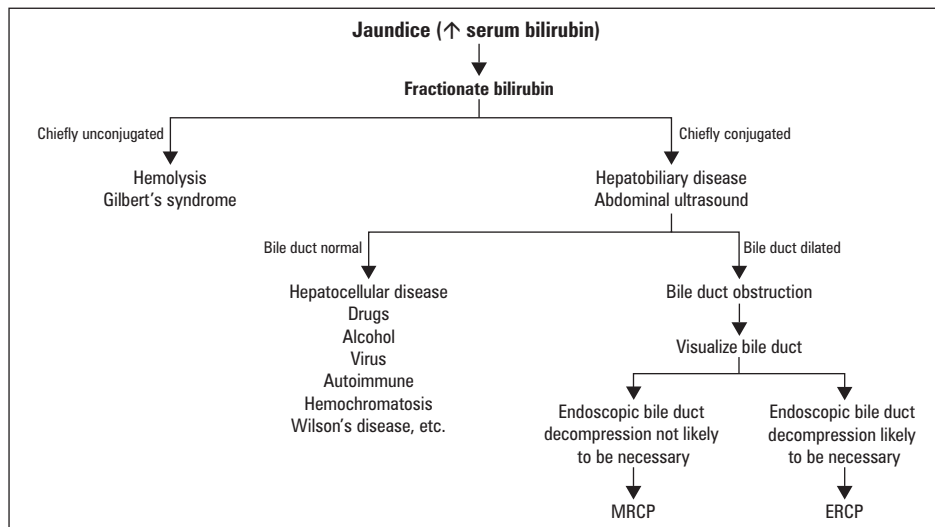 Jaundice (↑ serum bilirubin)
Fractionate bilirubin
Chiefly unconjugated
Chiefly conjugated
Hemolysis
Gilbert's syndrome
Hepatobiliary disease
Abdominal ultrasound
Bile duct normal
Bile duct dilated
Hepatocellular disease
Drugs
Alcohol
Virus
Autoimmune
Hemochromatosis
Wilson's disease, etc.
Bile duct obstruction
Visualize bile duct
Endoscopic bile duct
decompression not likely
to be necessary
Endoscopic bile duct
decompression likely
to be necessary
MRCP
ERCP